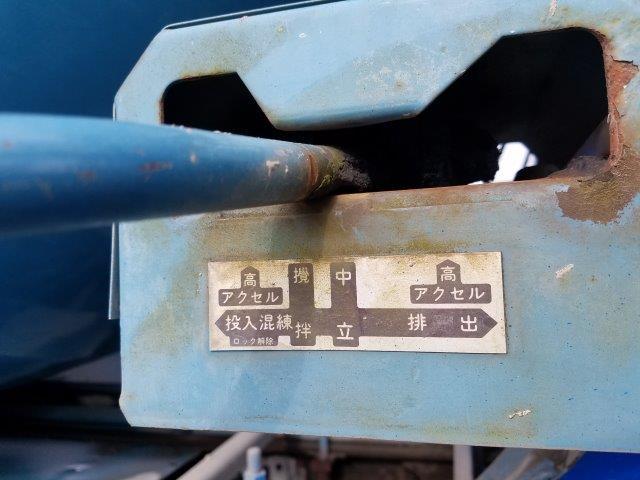 高
アクセル
投入混練
ロック解除
攪拌
中立
高
アクセル
排出